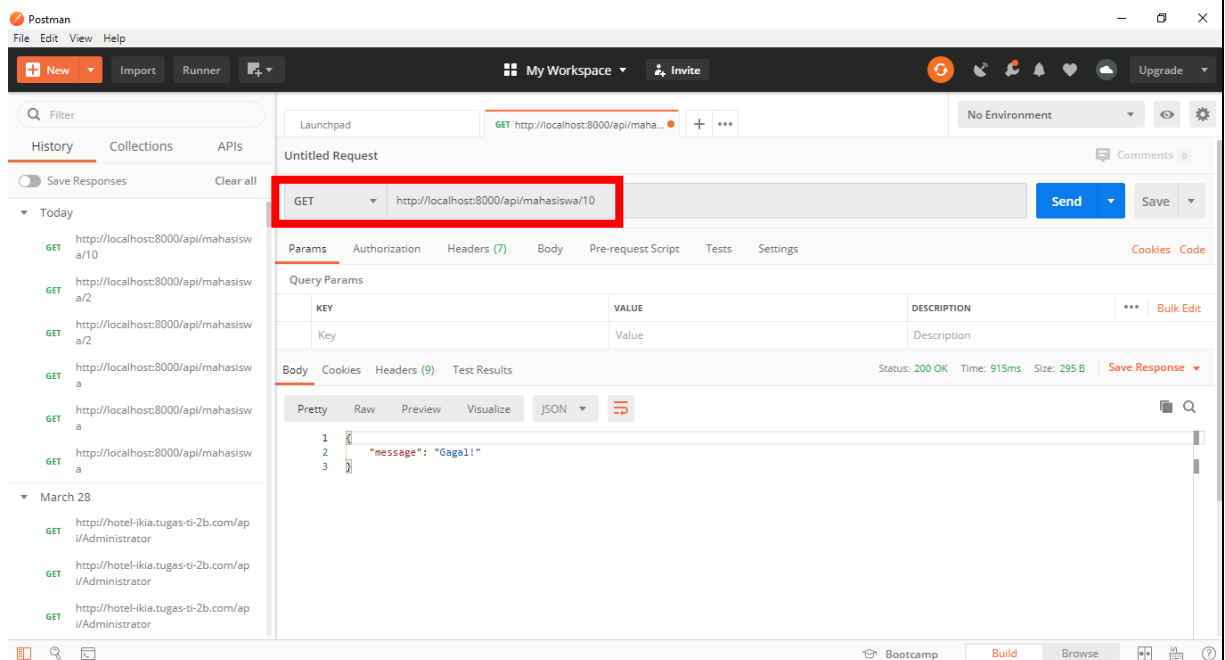 Postman
File Edit View Help
New Import Runner My Workspace Invite Upgrade
Filter
History Collections APIs
Save Responses Clear all
Today
GET http://localhost:8000/api/mahasisw
a/10
GET http://localhost:8000/api/mahasisw
a/2
GET http://localhost:8000/api/mahasisw
a/2
GET http://localhost:8000/api/mahasisw
a
GET http://localhost:8000/api/mahasisw
a
GET http://localhost:8000/api/mahasisw
a
March 28
GET http://hotel-ikia.tugas-ti-2b.com/ap
i/Administrator
GET http://hotel-ikia.tugas-ti-2b.com/ap
i/Administrator
GET http://hotel-ikia.tugas-ti-2b.com/ap
i/Administrator
Launchpad GET http://localhost:8000/api/maha... No Environment
Untitled Request Comments 0
GET http://localhost:8000/api/mahasiswa/10 Send Save
Params Authorization Headers (7) Body Pre-request Script Tests Settings Cookies Code
Query Params
KEY VALUE DESCRIPTION Bulk Edit
Key Value Description
Body Cookies Headers (9) Test Results Status: 200 OK Time: 915ms Size: 295 B Save Response
Pretty Raw Preview Visualize JSON
1 {
2 "message": "Gagal!"
3 }
Bootcamp Build Browse